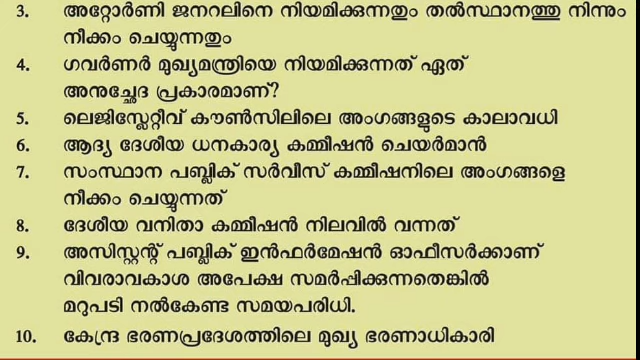 3. അറ്റോർണി ജനറലിനെ നിയമിക്കുന്നതും തൽസ്ഥാനത്തു നിന്നും
നീക്കം ചെയ്യുന്നതും
4. ഗവർണർ മുഖ്യമന്ത്രിയെ നിയമിക്കുന്നത് ഏത്
അനുച്ഛേദ പ്രകാരമാണ്?
5. ലെജിസ്ലേറ്റീവ് കൗൺസിലിലെ അംഗങ്ങളുടെ കാലാവധി
6. ആദ്യ ദേശീയ ധനകാര്യ കമ്മീഷൻ ചെയർമാൻ
7. സംസ്ഥാന പബ്ലിക് സർവീസ് കമ്മീഷനിലെ അംഗങ്ങളെ
നീക്കം ചെയ്യുന്നത്
8. ദേശീയ വനിതാ കമ്മീഷൻ നിലവിൽ വന്നത്
9. അസിസ്റ്റന്റ് പബ്ലിക് ഇൻഫർമേഷൻ ഓഫീസർക്കാണ്
വിവരാവകാശ അപേക്ഷ സമർപ്പിക്കുന്നതെങ്കിൽ
മറുപടി നൽകേണ്ട സമയപരിധി.
10. കേന്ദ്ര ഭരണപ്രദേശത്തിലെ മുഖ്യ ഭരണാധികാരി